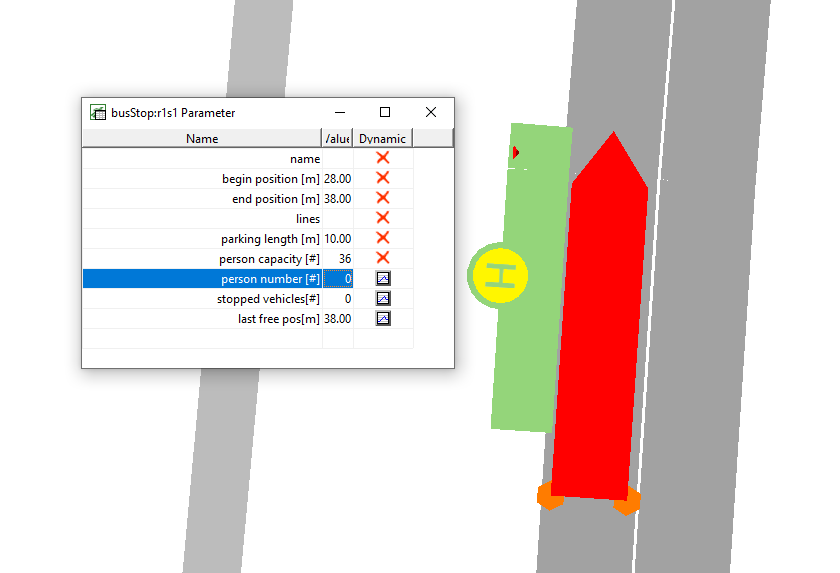 busStop:r1s1 Parameter
Name /alue Dynamic
name
begin position [m] 28.00
end position [m] 38.00
lines
parking length [m] 10.00
person capacity [#] 36
person number [#] 0
stopped vehicles[#] 0
last free pos[m] 38.00
H